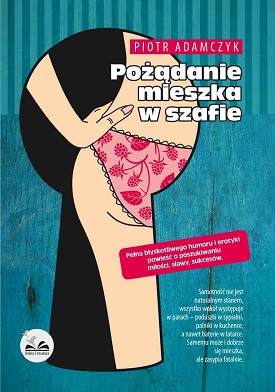 PIOTR ADAMCZYK
Pożądanie
mieszka
w szafie
Pełna błyskotliwego humoru i erotyki
powieść o poszukiwaniu
miłości, sławy, sukcesów.
Samotność nie jest
naturalnym stanem,
wszystko wokół występuje
w parach – poduszki w sypialni,
palniki w kuchence,
a nawet baterie w latarce.
Samemu może i dobrze
się mieszka,
ale zasypia fatalnie.
Dobra Literatura